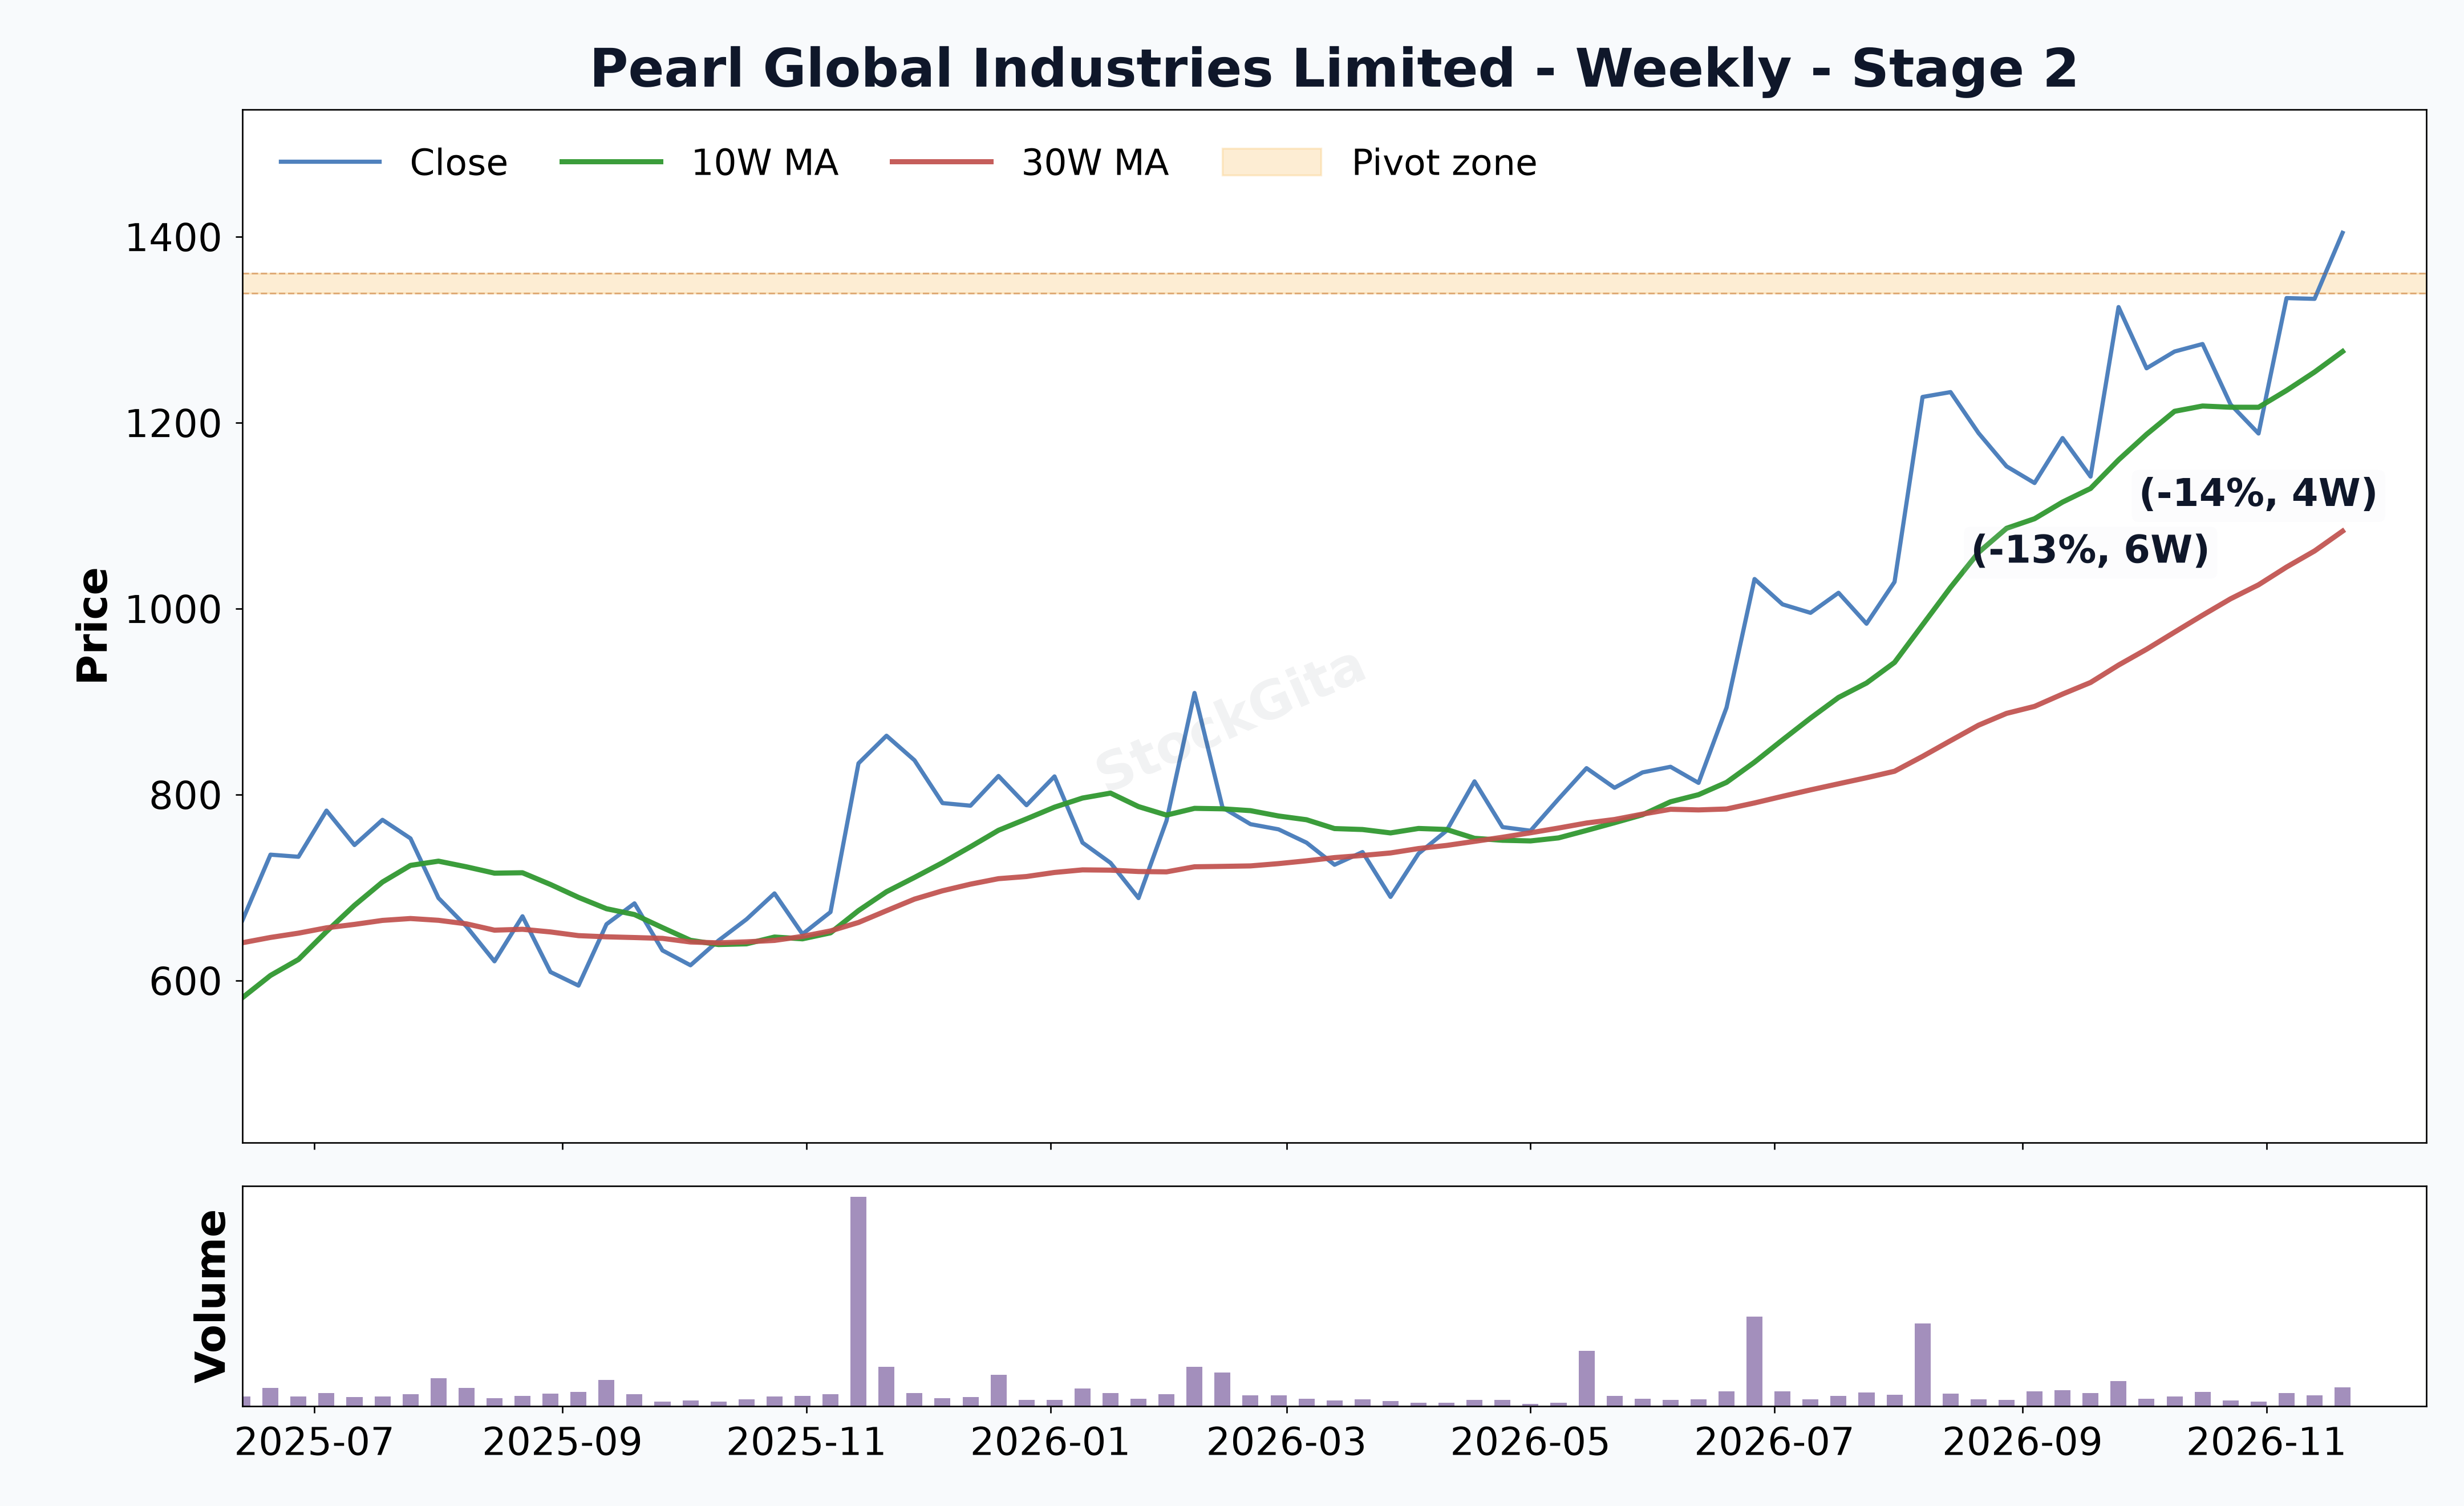 Pearl Global Industries Limited - Weekly - Stage 2
Close 10W MA 30W MA Pivot zone
1400
1200
1000
800
600
Price
(-14%, 4W)
(-13%, 6W)
StockGita
Volume
2025-07 2025-09 2025-11 2026-01 2026-03 2026-05 2026-07 2026-09 2026-11